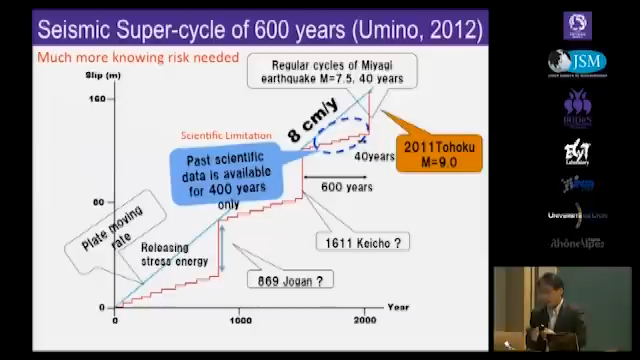 Seismic Super-cycle of 600 years (Umino, 2012)
Much more knowing risk needed
Slip (m)
160
Regular cycles of Miyagi
earthquake M=7.5, 40 years
Scientific Limitation
8 cm/y
Past scientific
data is available
for 400 years
only
2011Tohoku
M=9.0
40years
600 years
Plate moving
rate
Releasing
stress energy
1611 Keicho ?
869 Jogan ?
0
0
1000
2000
Year
JSM
Laboratory